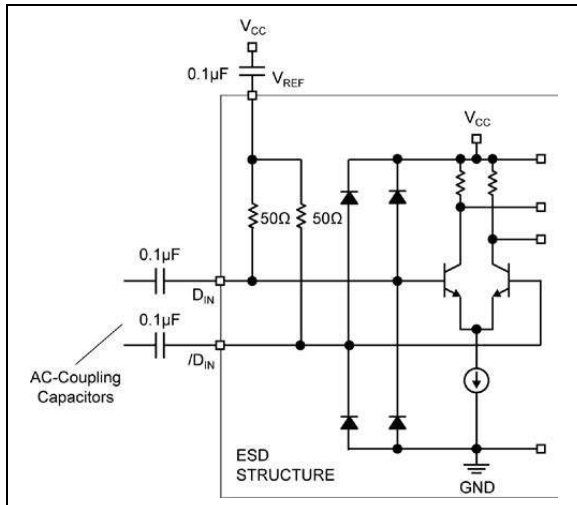 V_CC
0.1µF
V_REF
V_CC
50Ω
50Ω
0.1µF
D_IN
0.1µF
/D_IN
AC-Coupling
Capacitors
ESD
STRUCTURE
GND